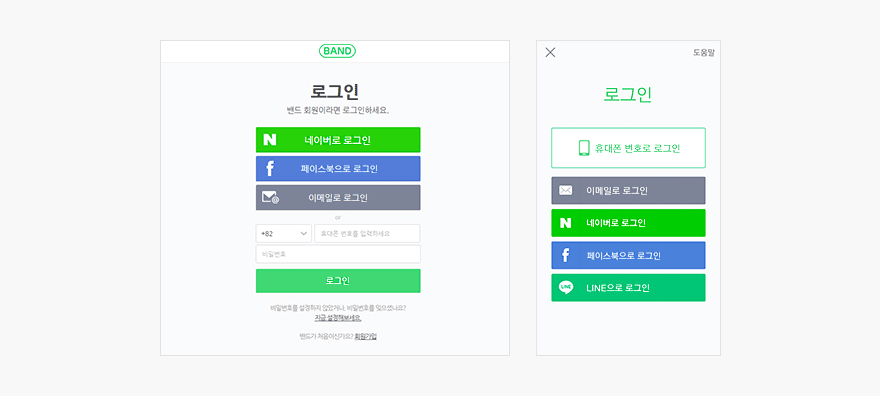 BAND
로그인
밴드 회원이라면 로그인하세요.
N 네이버로 로그인
f 페이스북으로 로그인
@ 이메일로 로그인
or
+82 휴대폰 번호를 입력하세요
비밀번호
로그인
비밀번호를 설정하지 않았거나, 비밀번호를 잊으셨나요?
지금 설정해보세요.
밴드가 처음이신가요? 회원가입
도움말
로그인
휴대폰 번호로 로그인
이메일로 로그인
N 네이버로 로그인
f 페이스북으로 로그인
LINE LINE으로 로그인